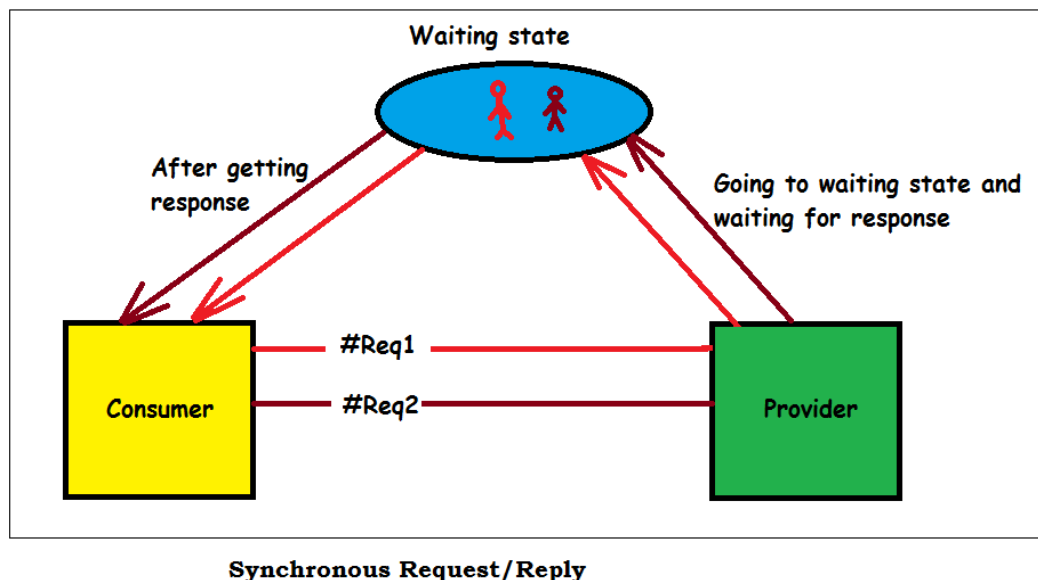 Waiting state
After getting
response
Going to waiting state and
waiting for response
#Req1
Consumer
#Req2
Provider
Synchronous Request/Reply